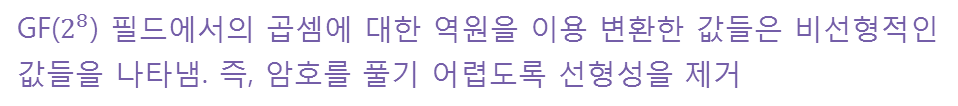 GF(2⁸) 필드에서의 곱셈에 대한 역원을 이용 변환한 값들은 비선형적인
값들을 나타냄. 즉, 암호를 풀기 어렵도록 선형성을 제거